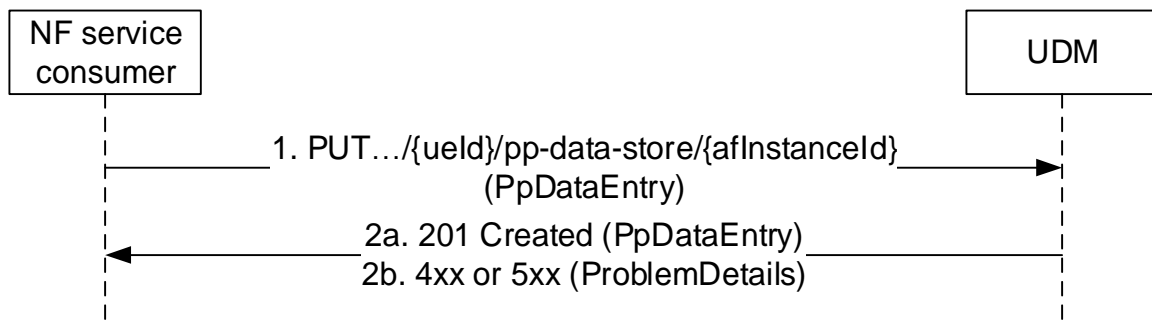 NF service
consumer
UDM
1. PUT…/{ueId}/pp-data-store/{afInstanceId}
(PpDataEntry)
2a. 201 Created (PpDataEntry)
2b. 4xx or 5xx (ProblemDetails)